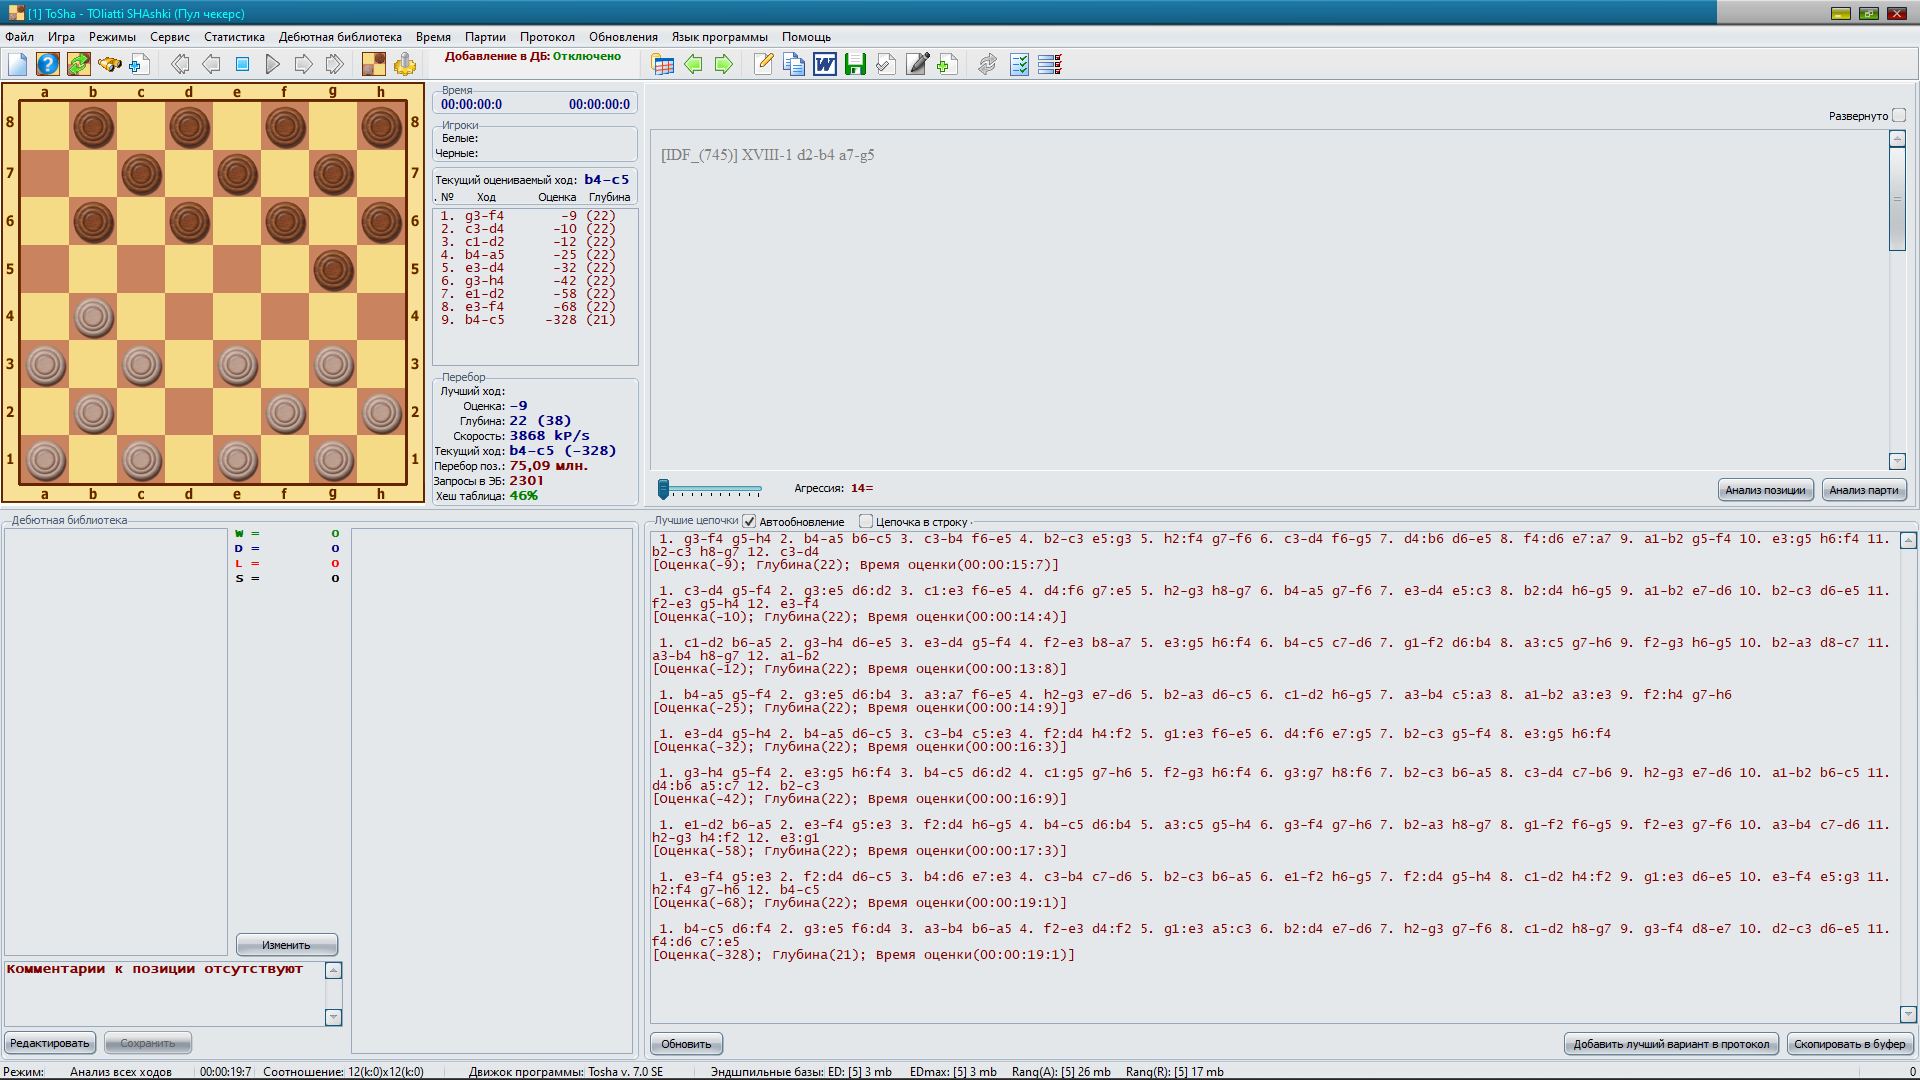 [1] ToSha - TOliatti SHAshki (Пул чекерс)
Файл Игра Режимы Сервис Статистика Дебютная библиотека Время Партии Протокол Обновления Язык программы Помощь
Добавление в ДБ: Отключено
a b c d e f g h
8 8
7 7
6 6
5 5
4 4
3 3
2 2
1 1
a b c d e f g h
Время
00:00:00:0 00:00:00:0
Игроки
Белые:
Черные:
Текущий оцениваемый ход: b4-c5
. № Ход Оценка Глубина
1. g3-f4 -9 (22)
2. c3-d4 -10 (22)
3. c1-d2 -12 (22)
4. b4-a5 -25 (22)
5. e3-d4 -32 (22)
6. g3-h4 -42 (22)
7. e1-d2 -58 (22)
8. e3-f4 -68 (22)
9. b4-c5 -328 (21)
Перебор
Лучший ход:
Оценка: -9
Глубина: 22 (38)
Скорость: 3868 kP/s
Текущий ход: b4-c5 (-328)
Перебор поз.: 75,09 млн.
Запросы в ЭБ: 2301
Хеш таблица: 46%
Развернуто
[IDF_(745)] XVIII-1 d2-b4 a7-g5
Агрессия: 14=
Анализ позиции Анализ парти
Дебютная библиотека
W = 0
D = 0
L = 0
S = 0
Изменить
Комментарии к позиции отсутствуют
Редактировать Сохранить
Лучшие цепочки Автообновление Цепочка в строку
1. g3-f4 g5-h4 2. b4-a5 b6-c5 3. c3-b4 f6-e5 4. b2-c3 e5:g3 5. h2:f4 g7-f6 6. c3-d4 f6-g5 7. d4:b6 d6-e5 8. f4:d6 e7:a7 9. a1-b2 g5-f4 10. e3:g5 h6:f4 11.
b2-c3 h8-g7 12. c3-d4
[Оценка(-9); Глубина(22); Время оценки(00:00:15:7)]
1. c3-d4 g5-f4 2. g3:e5 d6:d2 3. c1:e3 f6-e5 4. d4:f6 g7:e5 5. h2-g3 h8-g7 6. b4-a5 g7-f6 7. e3-d4 e5:c3 8. b2:d4 h6-g5 9. a1-b2 e7-d6 10. b2-c3 d6-e5 11.
f2-e3 g5-h4 12. e3-f4
[Оценка(-10); Глубина(22); Время оценки(00:00:14:4)]
1. c1-d2 b6-a5 2. g3-h4 d6-e5 3. e3-d4 g5-f4 4. f2-e3 b8-a7 5. e3:g5 h6:f4 6. b4-c5 c7-d6 7. g1-f2 d6:b4 8. a3:c5 g7-h6 9. f2-g3 h6-g5 10. b2-a3 d8-c7 11.
a3-b4 h8-g7 12. a1-b2
[Оценка(-12); Глубина(22); Время оценки(00:00:13:8)]
1. b4-a5 g5-f4 2. g3:e5 d6:b4 3. a3:a7 f6-e5 4. h2-g3 e7-d6 5. b2-a3 d6-c5 6. c1-d2 h6-g5 7. a3-b4 c5:a3 8. a1-b2 a3:e3 9. f2:h4 g7-h6
[Оценка(-25); Глубина(22); Время оценки(00:00:14:9)]
1. e3-d4 g5-h4 2. b4-a5 d6-c5 3. c3-b4 c5:e3 4. f2:d4 h4:f2 5. g1:e3 f6-e5 6. d4:f6 e7:g5 7. b2-c3 g5-f4 8. e3:g5 h6:f4
[Оценка(-32); Глубина(22); Время оценки(00:00:16:3)]
1. g3-h4 g5-f4 2. e3:g5 h6:f4 3. b4-c5 d6:d2 4. c1:g5 g7-h6 5. f2-g3 h6:f4 6. g3:g7 h8:f6 7. b2-c3 b6-a5 8. c3-d4 c7-b6 9. h2-g3 e7-d6 10. a1-b2 b6-c5 11.
d4:b6 a5:c7 12. b2-c3
[Оценка(-42); Глубина(22); Время оценки(00:00:16:9)]
1. e1-d2 b6-a5 2. e3-f4 g5:e3 3. f2:d4 h6-g5 4. b4-c5 d6:b4 5. a3:c5 g5-h4 6. g3-f4 g7-h6 7. b2-a3 h8-g7 8. g1-f2 f6-g5 9. f2-e3 g7-f6 10. a3-b4 c7-d6 11.
h2-g3 h4:f2 12. e3:g1
[Оценка(-58); Глубина(22); Время оценки(00:00:17:3)]
1. e3-f4 g5:e3 2. f2:d4 d6-c5 3. b4:d6 e7:e3 4. c3-b4 c7-d6 5. b2-c3 b6-a5 6. e1-f2 h6-g5 7. f2:d4 g5-h4 8. c1-d2 h4:f2 9. g1:e3 d6-e5 10. e3-f4 e5:g3 11.
h2:f4 g7-h6 12. b4-c5
[Оценка(-68); Глубина(22); Время оценки(00:00:19:1)]
1. b4-c5 d6:f4 2. g3:e5 f6:d4 3. a3-b4 b6-a5 4. f2-e3 d4:f2 5. g1:e3 a5:c3 6. b2:d4 e7-d6 7. h2-g3 g7-f6 8. c1-d2 h8-g7 9. g3-f4 d8-e7 10. d2-c3 d6-e5 11.
f4:d6 c7:e5
[Оценка(-328); Глубина(21); Время оценки(00:00:19:1)]
Обновить Добавить лучший вариант в протокол Скопировать в буфер
Режим: Анализ всех ходов 00:00:19:7 Соотношение: 12(k:0)x12(k:0) Движок программы: Tosha v. 7.0 SE Эндшпильные базы: ED: [5] 3 mb EDmax: [5] 3 mb Rang(A): [5] 26 mb Rang(R): [5] 17 mb 0